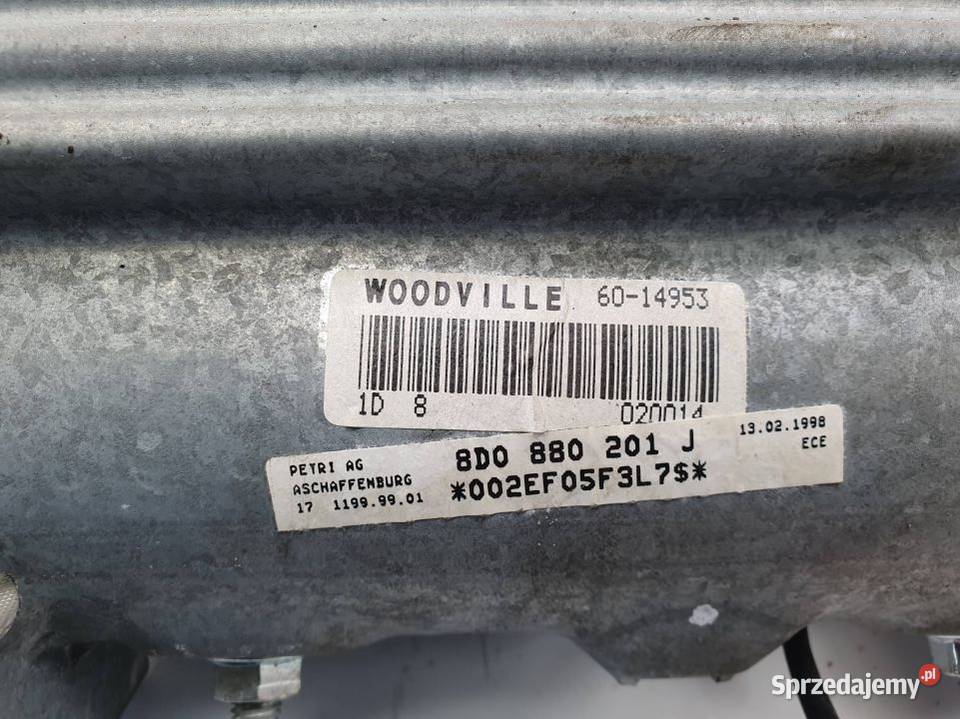 WOODVILLE 60-14953
1D 8 020014
PETRI AG
ASCHAFFENBURG
17 1199.99.01
8D0 880 201 J
*002EF05F3L7$*
13.02.1998
ECE
Sprzedajemy.pl